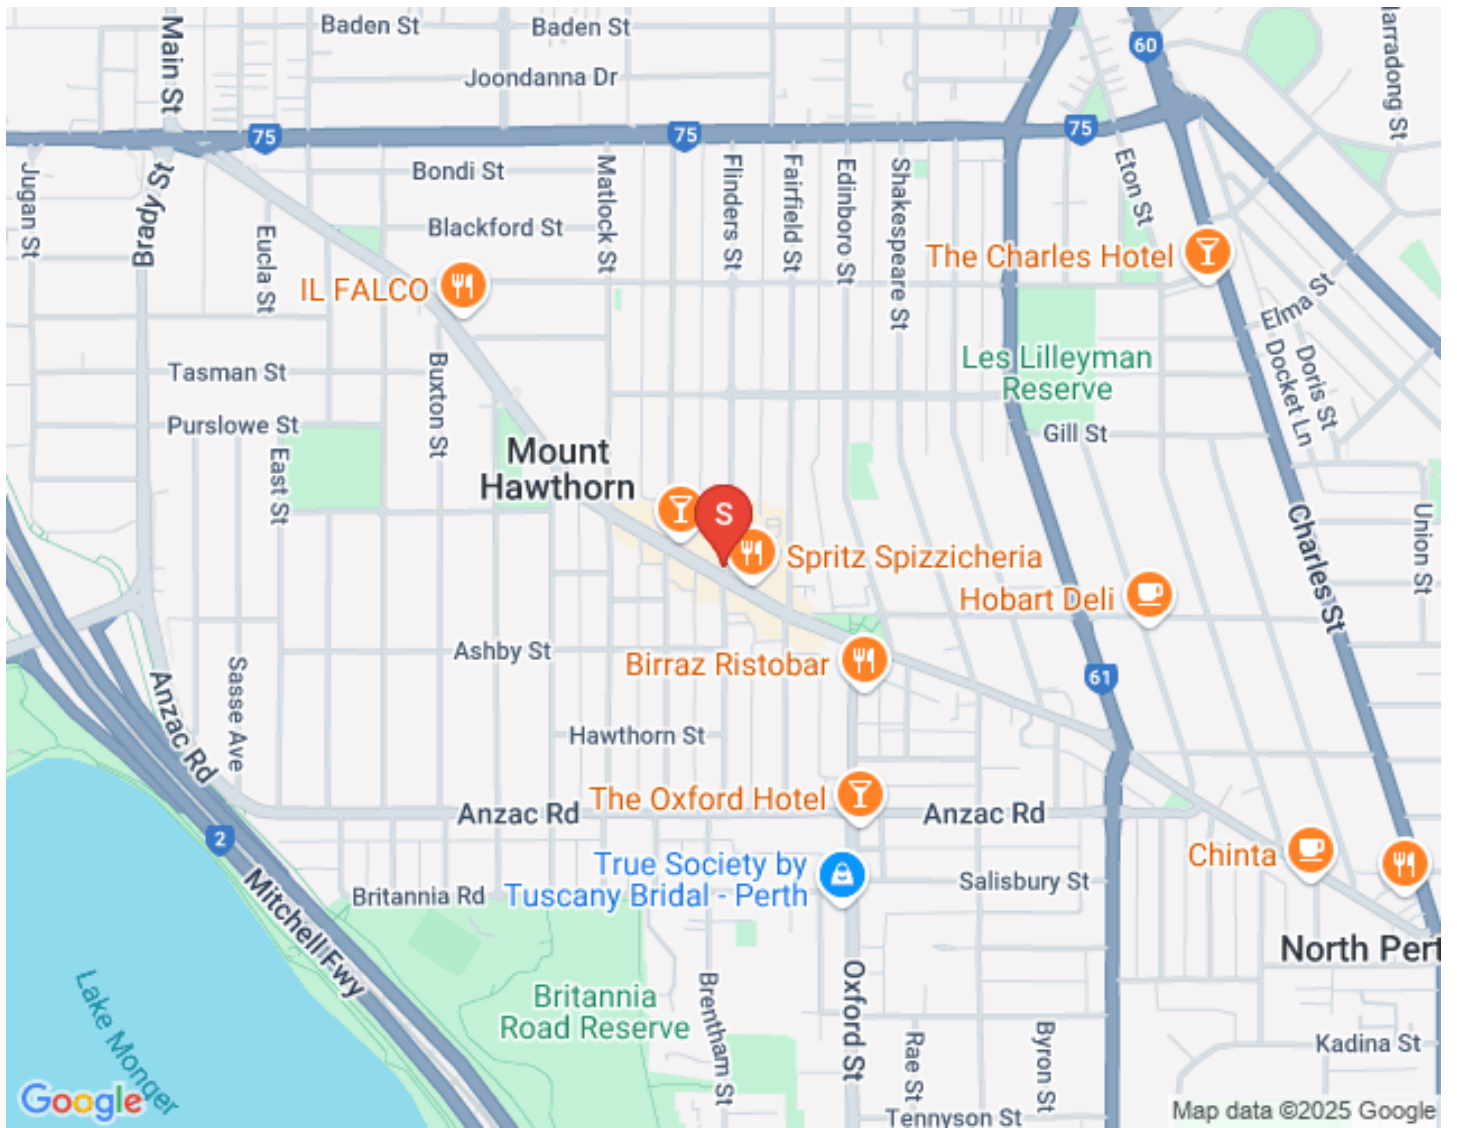 Main St
Baden St
Baden St
Joondanna Dr
60
75
75
75
Jugan St
Brady St
Bondi St
Matlock St
Flinders St
Fairfield St
Edinboro St
Shakespeare St
Eton St
Blackford St
Eucla St
The Charles Hotel
IL FALCO
Elma St
Doris St
Docket Ln
Tasman St
Buxton St
Les Lilleyman
Reserve
Purslowe St
Gill St
East St
Mount
Hawthorn
S
Charles St
Union St
Spritz Spizzicheria
Hobart Deli
Ashby St
Birraz Ristobar
61
Sasse Ave
Anzac Rd
Hawthorn St
The Oxford Hotel
Anzac Rd
Anzac Rd
2
Chinta
True Society by
Tuscany Bridal - Perth
Salisbury St
Britannia Rd
Mitchell Fwy
North Pert
Lake Monger
Britannia
Road Reserve
Brentham St
Oxford St
Rae St
Byron St
Kadina St
Google
Tennyson St
Map data ©2025 Google